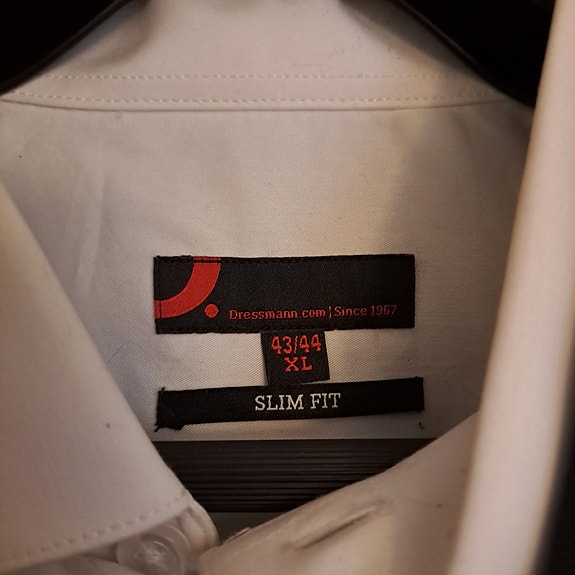 Dressmann.com | Since 1967
43/44
XL
SLIM FIT